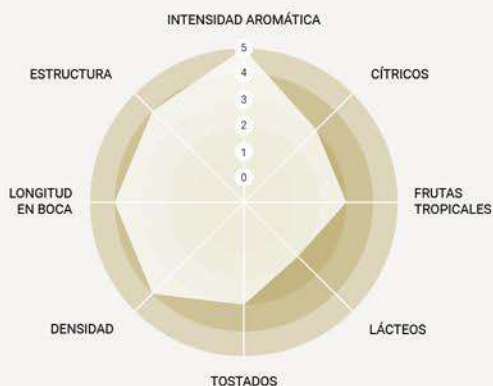 INTENSIDAD AROMÁTICA
5
ESTRUCTURA
4
CÍTRICOS
3
2
1
0
LONGITUD
EN BOCA
FRUTAS
TROPICALES
DENSIDAD
LÁCTEOS
TOSTADOS